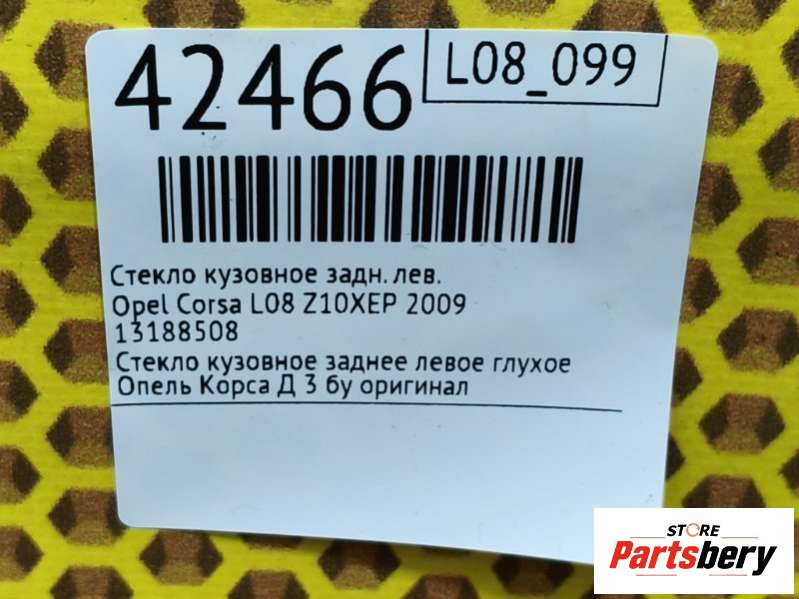 42466
L08_099
Стекло кузовное задн. лев.
Opel Corsa L08 Z10XEP 2009
13188508
Стекло кузовное заднее левое глухое
Опель Корса Д 3 бу оригинал
STORE
Partsbery